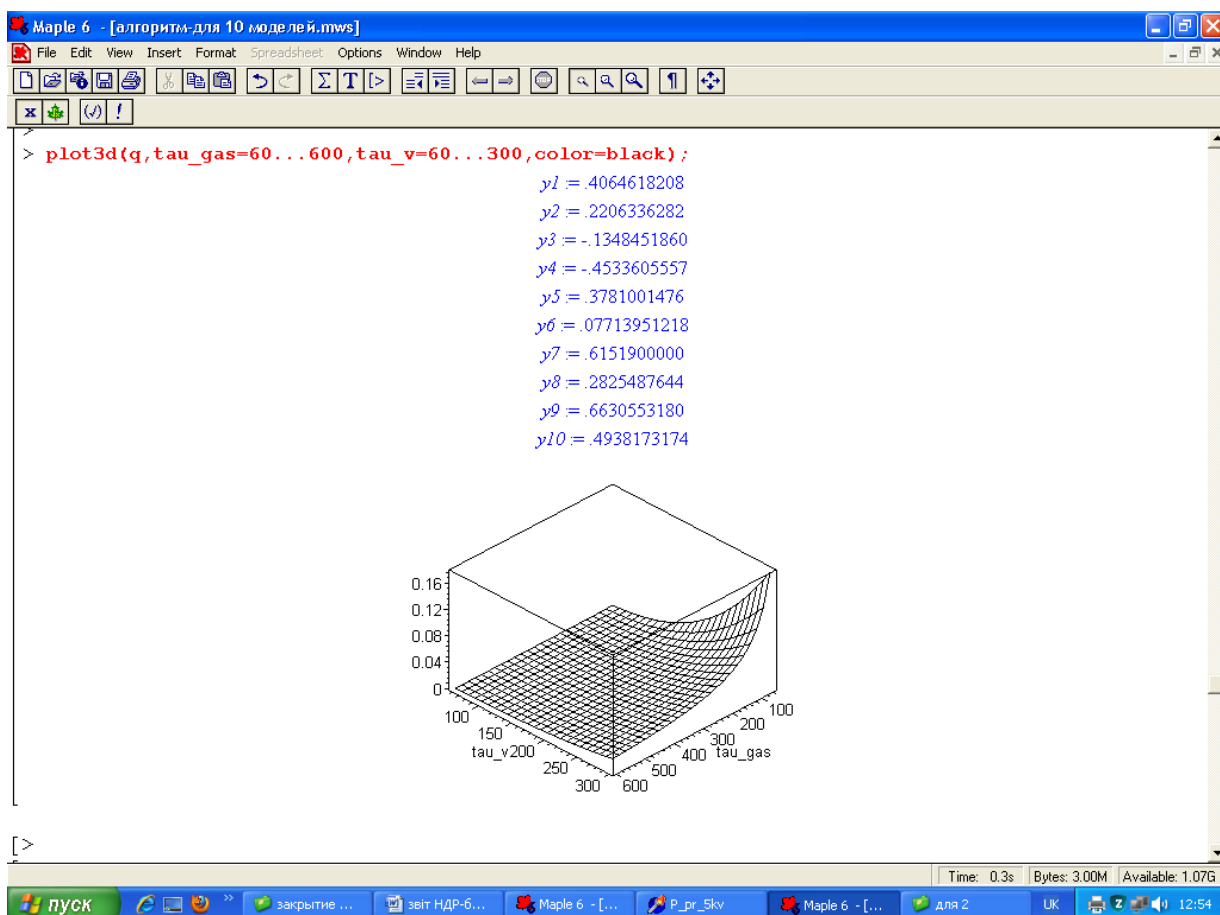 Maple 6 - [алгоритм-для 10 моделей.mws]
File Edit View Insert Format Spreadsheet Options Window Help
>
> plot3d(q,tau_gas=60...600,tau_v=60...300,color=black);
y1 := .4064618208
y2 := .2206336282
y3 := -.1348451860
y4 := -.4533605557
y5 := .3781001476
y6 := .07713951218
y7 := .6151900000
y8 := .2825487644
y9 := .6630553180
y10 := .4938173174
0.16
0.12
0.08
0.04
0
100
150
tau_v200
250
300
600
500
400
300
tau_gas
200
100
[>
Time: 0.3s Bytes: 3.00M Available: 1.07G
пуск » закрытие ... звіт НДР-б... Maple 6 - [... P_pr_5kv Maple 6 - [... для 2 UK 12:54